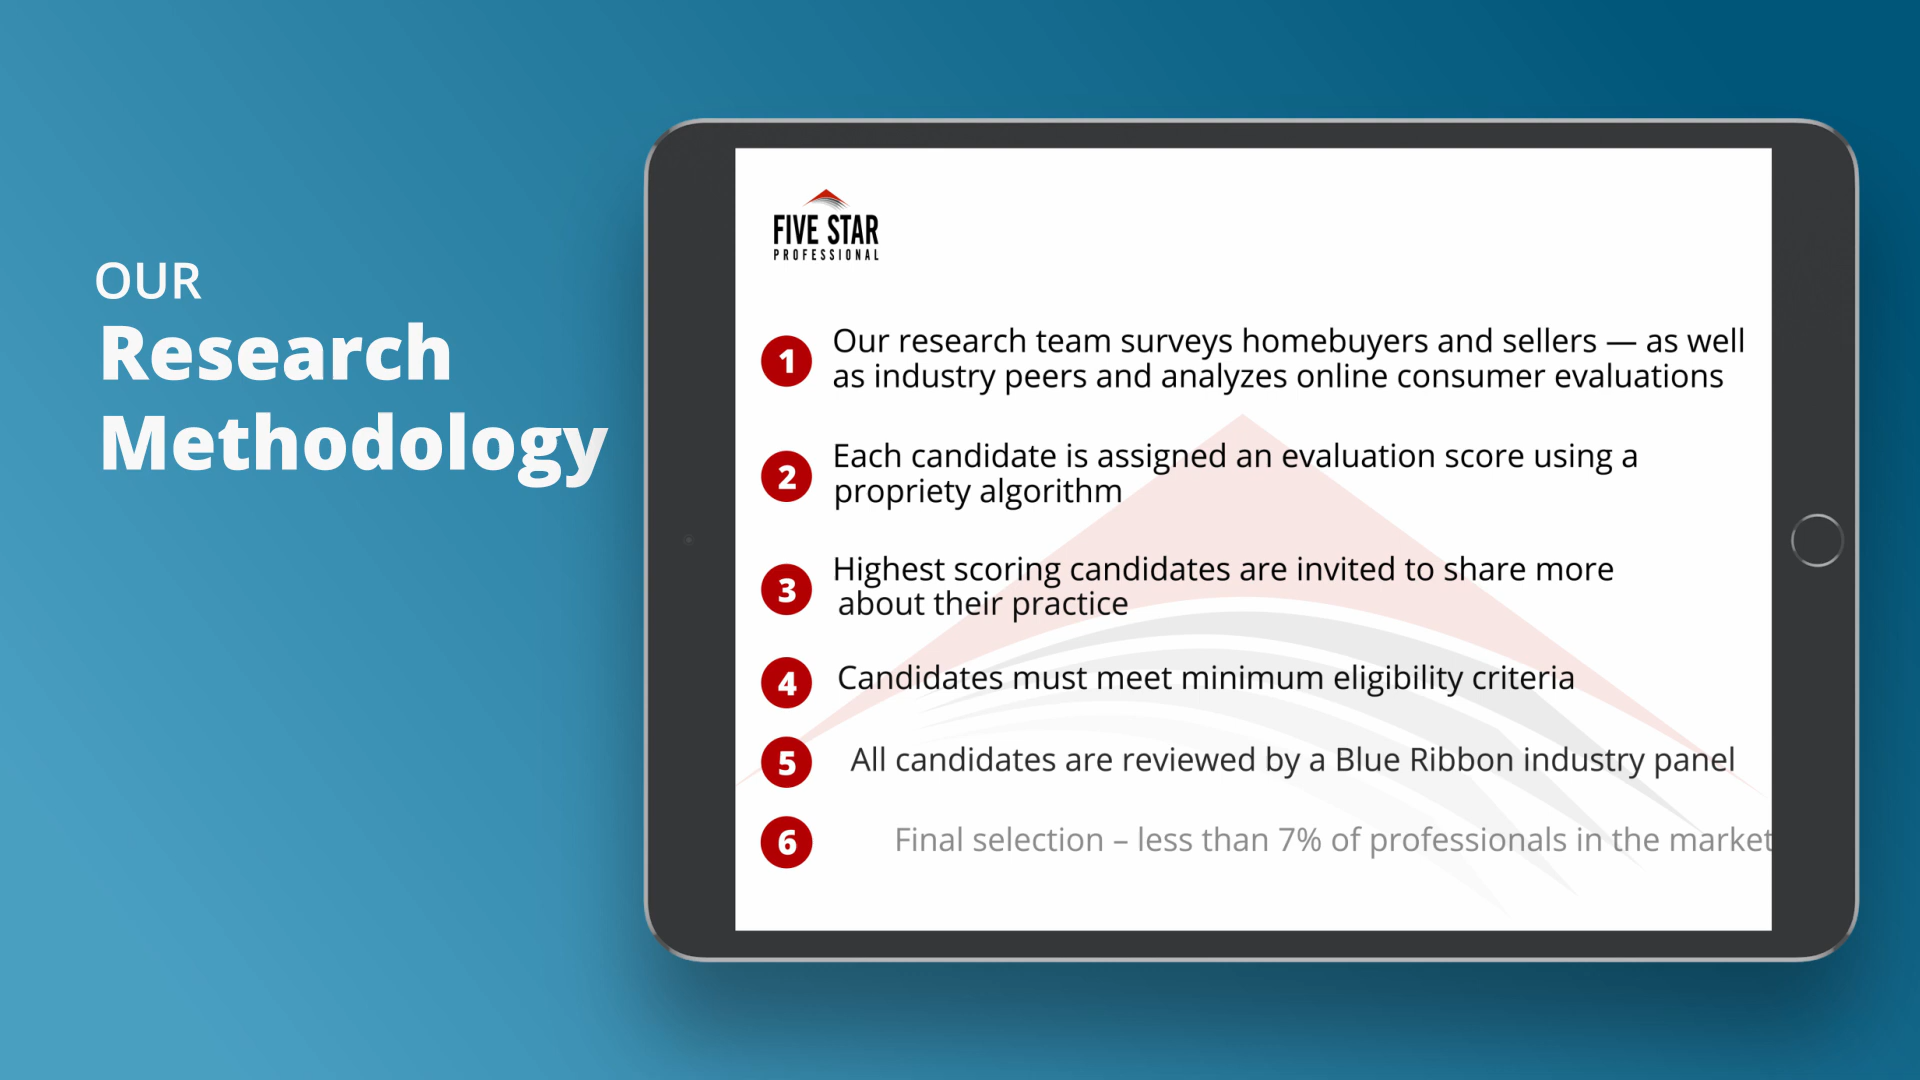 OUR
Research
Methodology
FIVE STAR
PROFESSIONAL
1 Our research team surveys homebuyers and sellers — as well
as industry peers and analyzes online consumer evaluations
2 Each candidate is assigned an evaluation score using a
propriety algorithm
3 Highest scoring candidates are invited to share more
about their practice
4 Candidates must meet minimum eligibility criteria
5 All candidates are reviewed by a Blue Ribbon industry panel
6 Final selection – less than 7% of professionals in the market